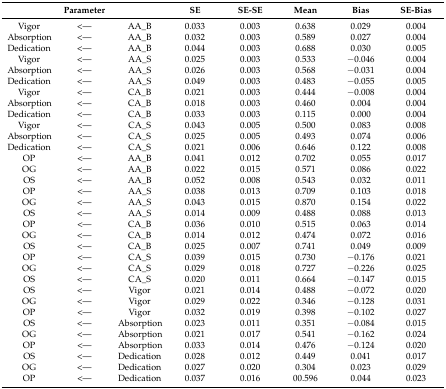 Parameter SE SE-SE Mean Bias SE-Bias
Vigor <— AA_B 0.033 0.003 0.638 0.029 0.004
Absorption <— AA_B 0.032 0.003 0.589 0.027 0.004
Dedication <— AA_B 0.044 0.003 0.688 0.030 0.005
Vigor <— AA_S 0.025 0.003 0.533 −0.046 0.004
Absorption <— AA_S 0.026 0.003 0.568 −0.031 0.004
Dedication <— AA_S 0.049 0.003 0.483 −0.055 0.005
Vigor <— CA_B 0.021 0.003 0.444 −0.008 0.004
Absorption <— CA_B 0.018 0.003 0.460 0.004 0.004
Dedication <— CA_B 0.033 0.003 0.115 0.000 0.004
Vigor <— CA_S 0.043 0.005 0.500 0.083 0.008
Absorption <— CA_S 0.025 0.005 0.493 0.074 0.006
Dedication <— CA_S 0.021 0.006 0.646 0.122 0.008
OP <— AA_B 0.041 0.012 0.702 0.055 0.017
OG <— AA_B 0.022 0.015 0.571 0.086 0.022
OS <— AA_B 0.052 0.008 0.543 0.032 0.011
OP <— AA_S 0.038 0.013 0.709 0.103 0.018
OG <— AA_S 0.043 0.015 0.870 0.154 0.022
OS <— AA_S 0.014 0.009 0.488 0.088 0.013
OP <— CA_B 0.036 0.010 0.515 0.063 0.014
OG <— CA_B 0.014 0.012 0.474 0.072 0.016
OS <— CA_B 0.025 0.007 0.741 0.049 0.009
OP <— CA_S 0.039 0.015 0.730 −0.176 0.021
OG <— CA_S 0.029 0.018 0.727 −0.226 0.025
OS <— CA_S 0.020 0.011 0.664 −0.147 0.015
OS <— Vigor 0.021 0.014 0.488 −0.072 0.020
OG <— Vigor 0.029 0.022 0.346 −0.128 0.031
OP <— Vigor 0.032 0.019 0.398 −0.102 0.027
OS <— Absorption 0.023 0.011 0.351 −0.084 0.015
OG <— Absorption 0.021 0.017 0.541 −0.162 0.024
OP <— Absorption 0.033 0.014 0.476 −0.124 0.020
OS <— Dedication 0.028 0.012 0.449 0.041 0.017
OG <— Dedication 0.027 0.020 0.304 0.023 0.029
OP <— Dedication 0.037 0.016 00.596 0.044 0.023